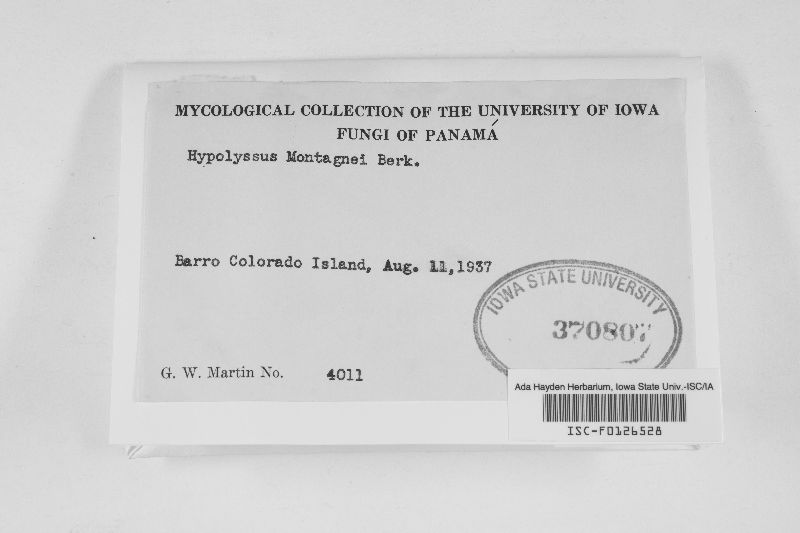 MYCOLOGICAL COLLECTION OF THE UNIVERSITY OF IOWA
FUNGI OF PANAMÁ
Hypolyssus Montagnei Berk.
Barro Colorado Island, Aug. 11,1937
IOWA STATE UNIVERSITY
370807
G. W. Martin No. 4011
Ada Hayden Herbarium, Iowa State Univ.-ISC/IA
ISC-F0126528